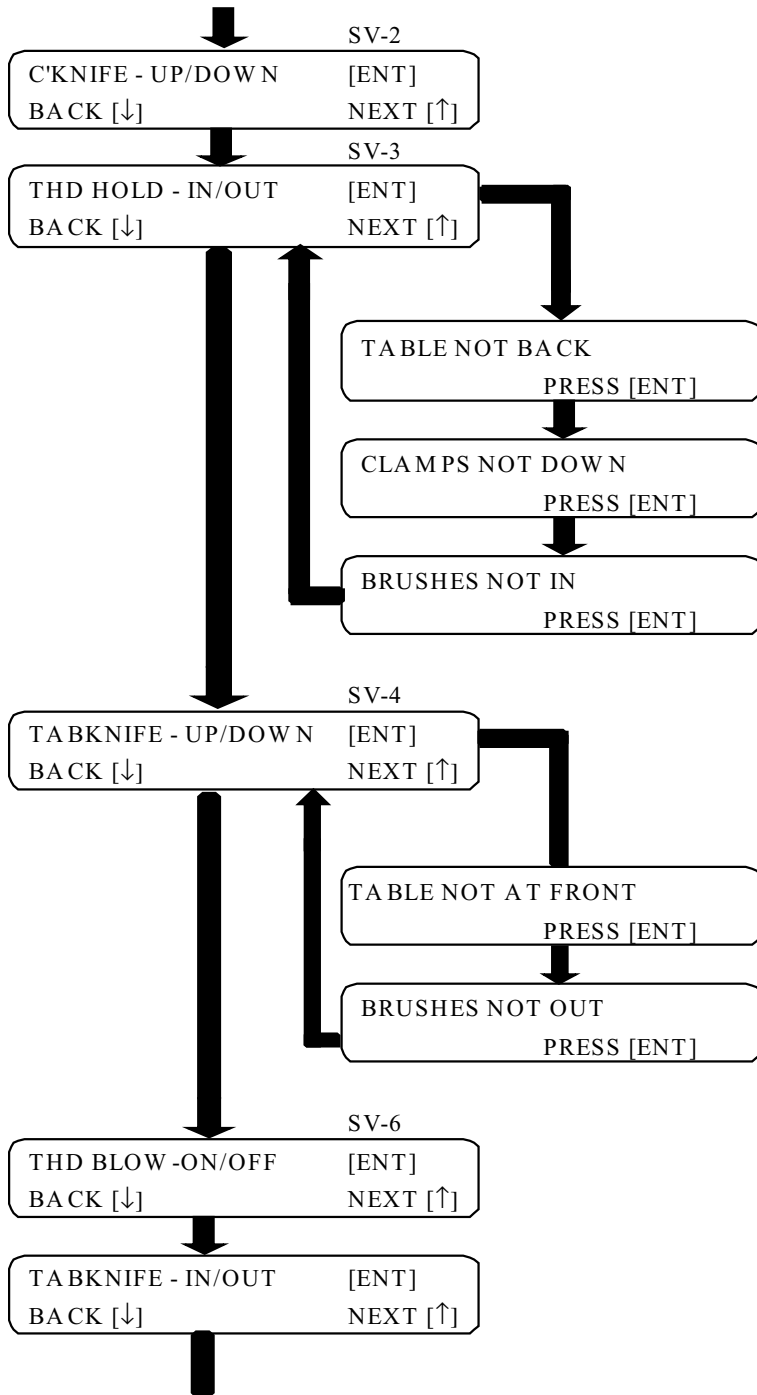 SV-2
C'KNIFE - UP/DOWN [ENT]
BACK [↓] NEXT [↑]
SV-3
THD HOLD - IN/OUT [ENT]
BACK [↓] NEXT [↑]
TABLE NOT BACK
PRESS [ENT]
CLAMPS NOT DOWN
PRESS [ENT]
BRUSHES NOT IN
PRESS [ENT]
SV-4
TABKNIFE - UP/DOWN [ENT]
BACK [↓] NEXT [↑]
TABLE NOT AT FRONT
PRESS [ENT]
BRUSHES NOT OUT
PRESS [ENT]
SV-6
THD BLOW -ON/OFF [ENT]
BACK [↓] NEXT [↑]
TABKNIFE - IN/OUT [ENT]
BACK [↓] NEXT [↑]